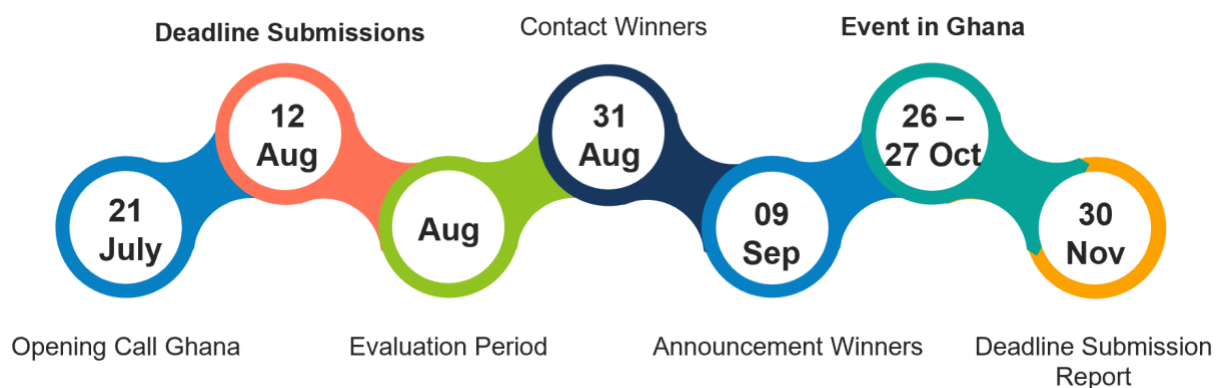 Deadline Submissions
Contact Winners
Event in Ghana
12
Aug
31
Aug
26 –
27 Oct
21
July
Aug
09
Sep
30
Nov
Opening Call Ghana
Evaluation Period
Announcement Winners
Deadline Submission
Report